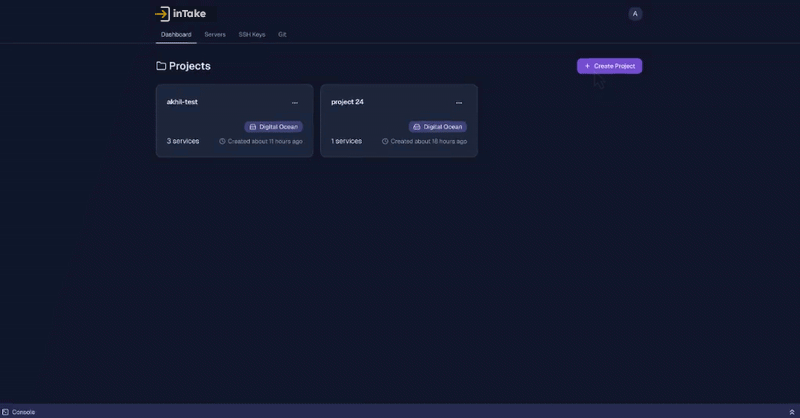 inTake
A
Dashboard Servers SSH Keys Git
Projects
+ Create Project
akhil-test
...
Digital Ocean
3 services
Created about 11 hours ago
project 24
...
Digital Ocean
1 services
Created about 18 hours ago
Console